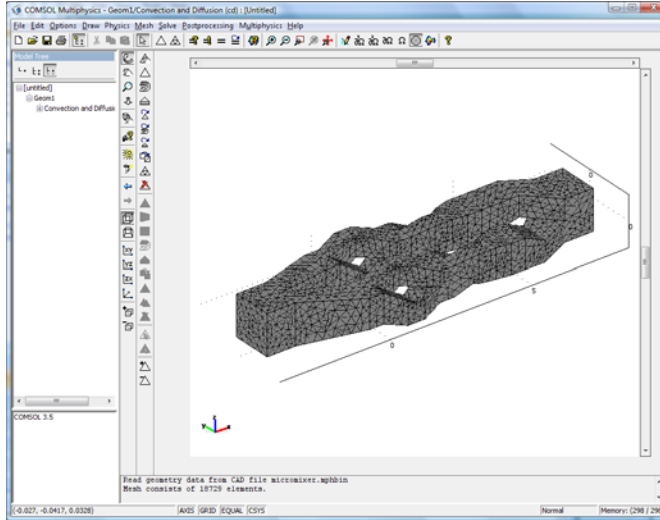 COMSOL Multiphysics - Geom1/Convection and Diffusion (cd) : [Untitled]
File Edit Options Draw Physics Mesh Solve Postprocessing Multiphysics Help
Model Tree
[untitled]
Geom1
Convection and Diffusi
COMSOL 3.5
0
0
5
0
z
y
x
Read geometry data from CAD file micromixer.mphbin
Mesh consists of 18729 elements.
(-0.027, -0.0417, 0.0328) AXIS GRID EQUAL CSYS Normal Memory: (298 / 298